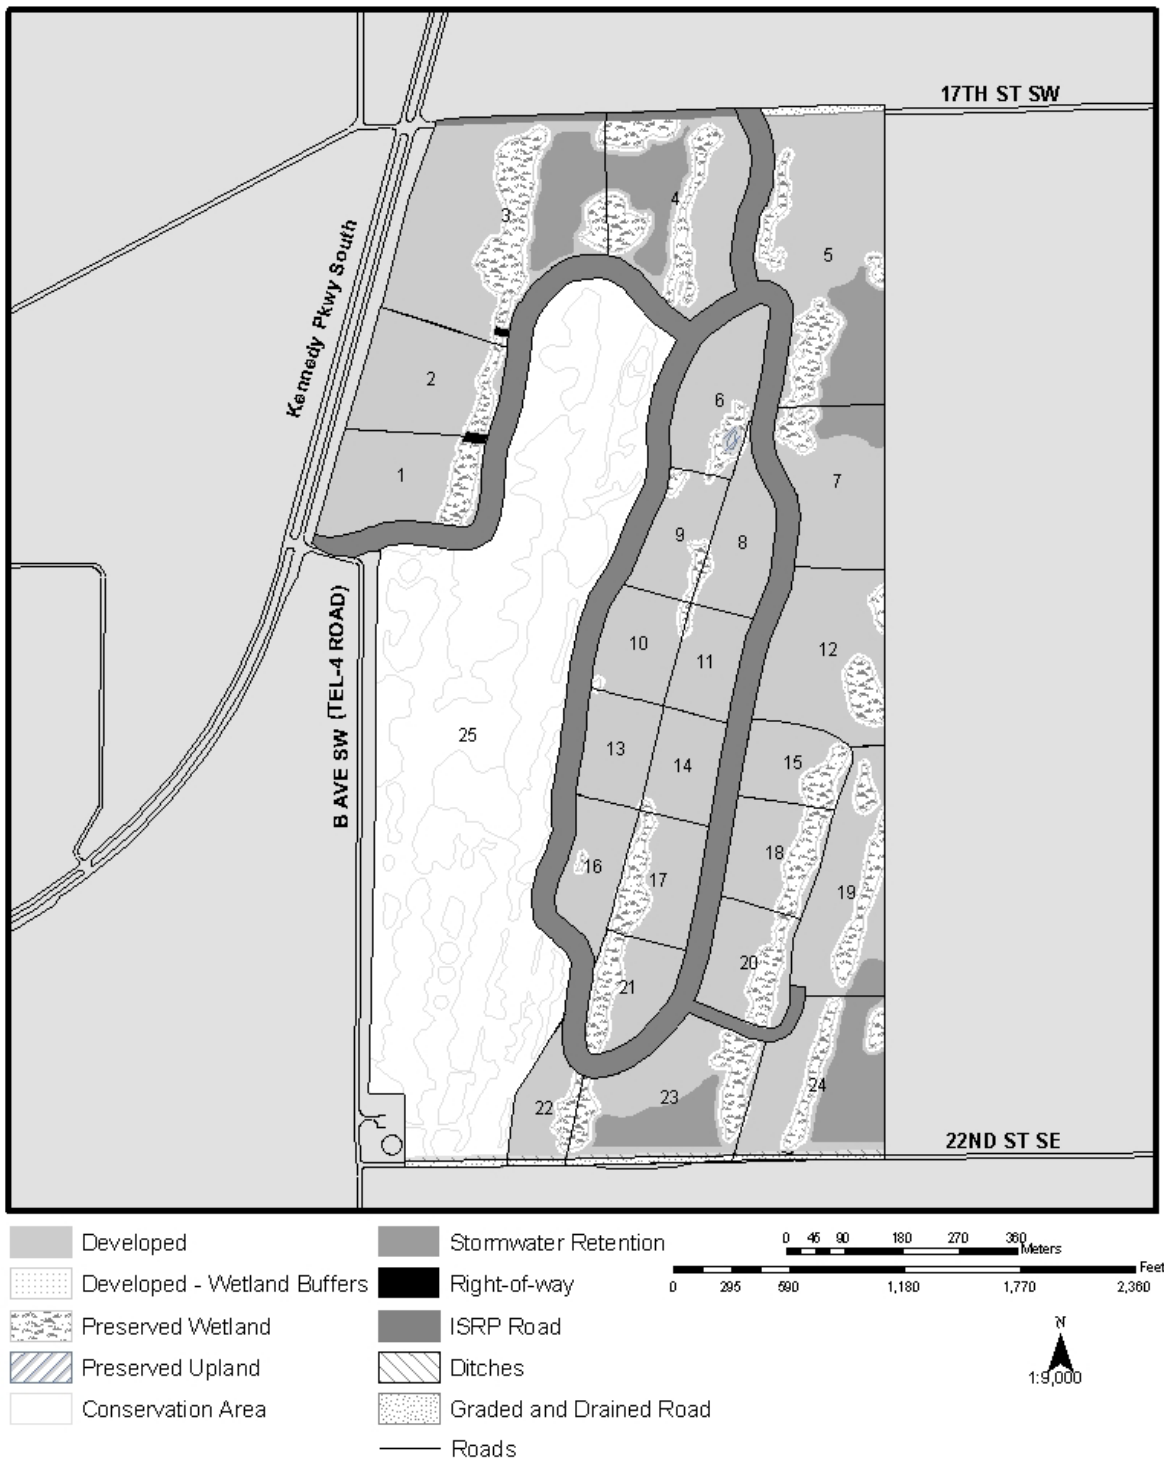 17TH ST SW
Kennedy Pkwy South
3
4
5
2
6
1
7
9
8
10
11
12
B AVE SW (TEL-4 ROAD)
25
13
14
15
16
17
18
19
20
21
22
23
24
22ND ST SE
Developed
Developed - Wetland Buffers
Preserved Wetland
Preserved Upland
Conservation Area
Stormwater Retention
Right-of-way
ISRP Road
Ditches
Graded and Drained Road
Roads
0 45 90 180 270 360
Meters
Feet
0 295 590 1,180 1,770 2,360
N
1:9,000